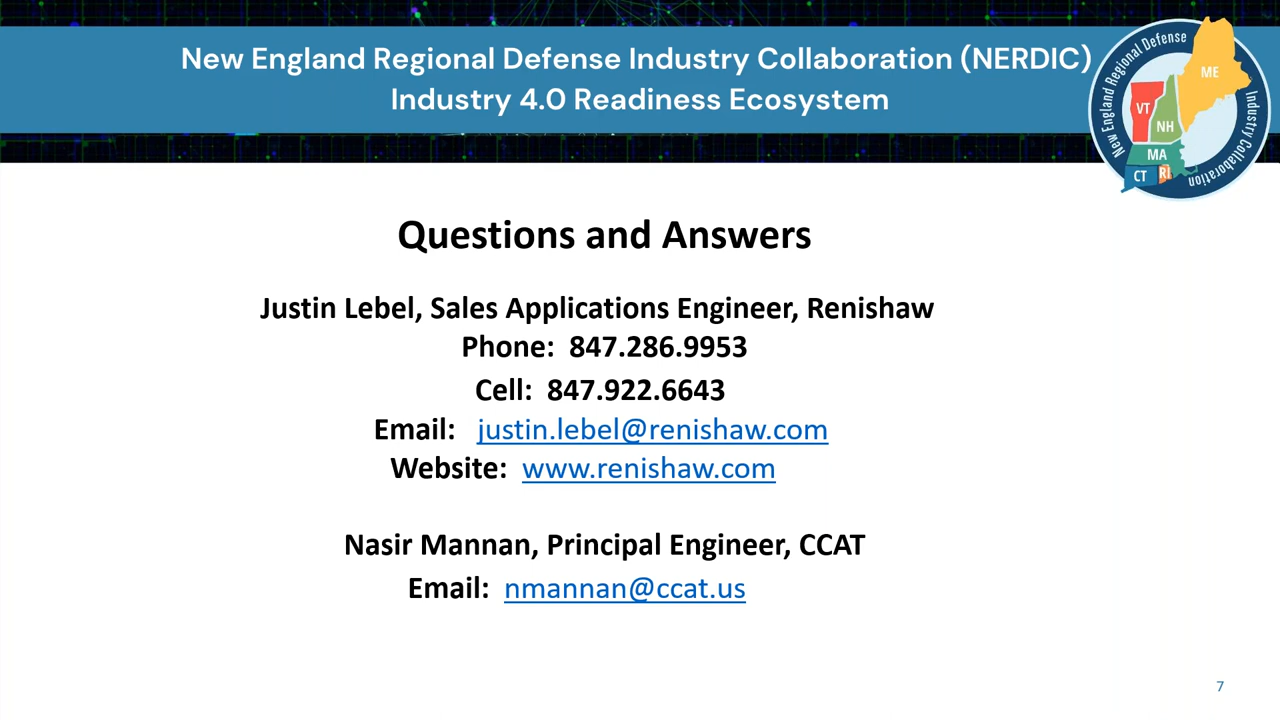 New England Regional Defense Industry Collaboration (NERDIC)
Industry 4.0 Readiness Ecosystem
New England Regional Defense
Industry Collaboration
ME
VT
NH
MA
CT
RI
Questions and Answers
Justin Lebel, Sales Applications Engineer, Renishaw
Phone: 847.286.9953
Cell: 847.922.6643
Email: justin.lebel@renishaw.com
Website: www.renishaw.com
Nasir Mannan, Principal Engineer, CCAT
Email: nmannan@ccat.us
7